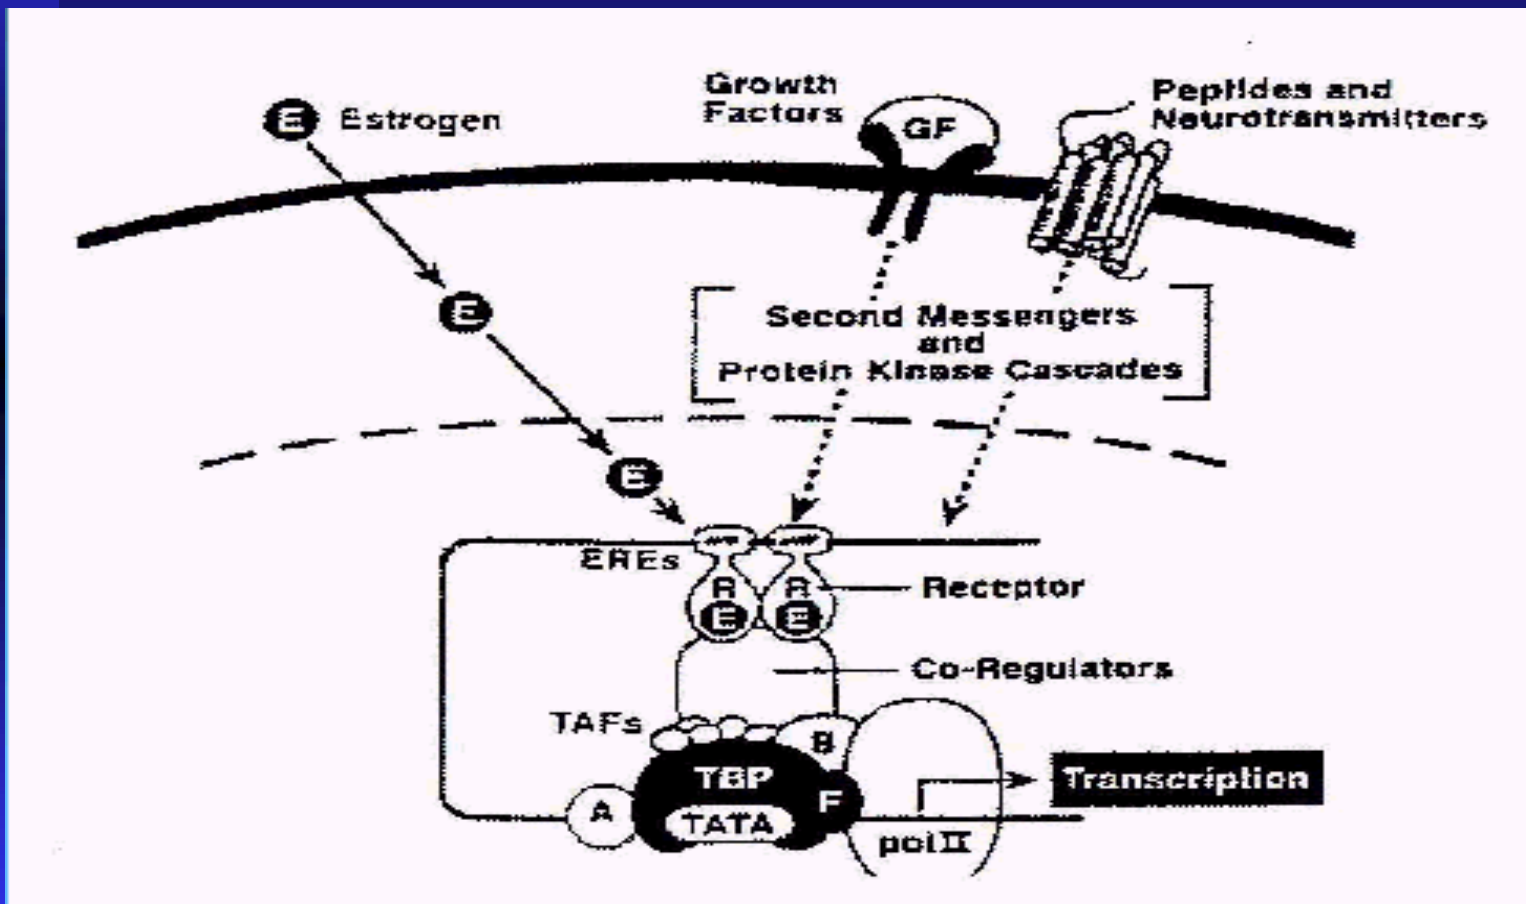 E Estrogen
Growth
Factors
GF
Peptides and
Neurotransmitters
E
Second Messengers
and
Protein Kinase Cascades
E
EREs
R R
Receptor
E E
Co-Regulators
TAFs
B
TBP
F
Transcription
A
TATA
pol II